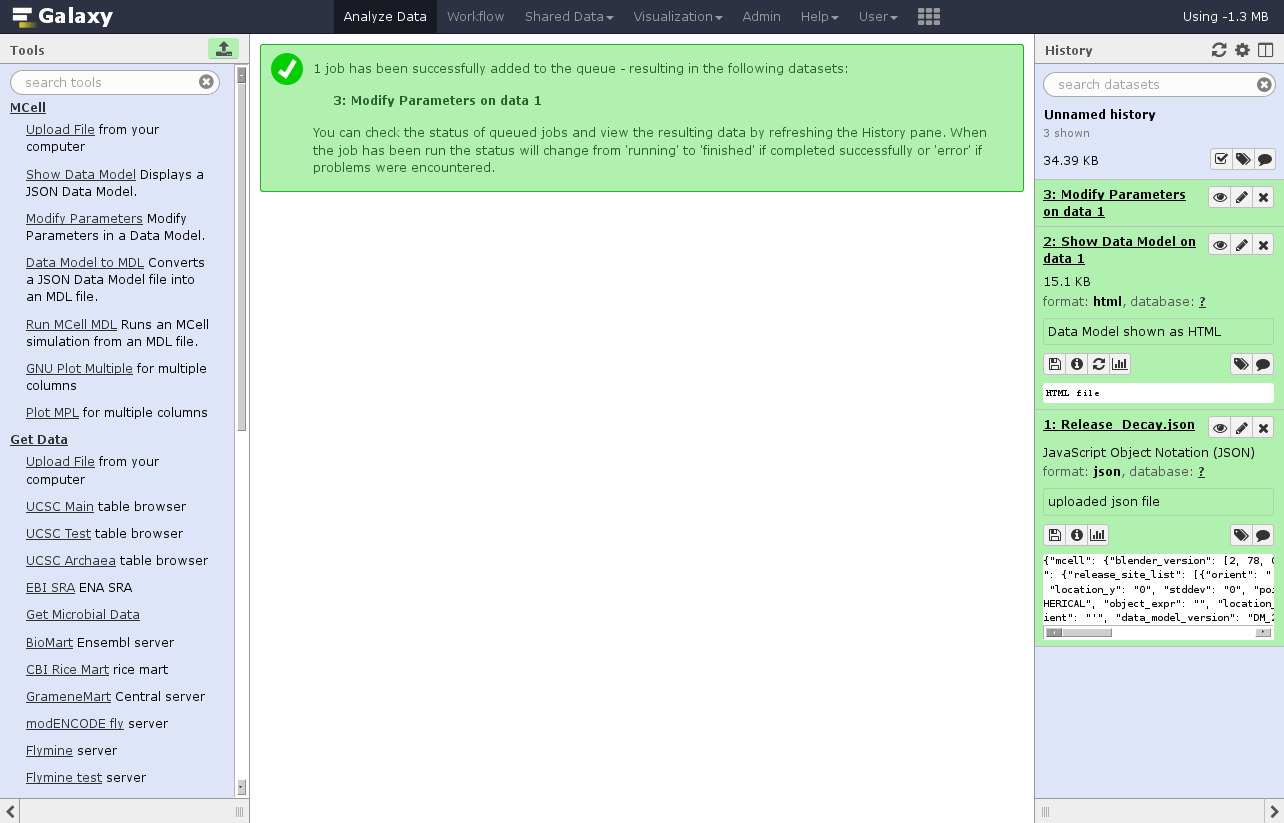 Galaxy
Analyze Data
Workflow
Shared Data
Visualization
Admin
Help
User
Using -1.3 MB
Tools
search tools
MCell
Upload File from your
computer
Show Data Model Displays a
JSON Data Model.
Modify Parameters Modify
Parameters in a Data Model.
Data Model to MDL Converts
a JSON Data Model file into
an MDL file.
Run MCell MDL Runs an MCell
simulation from an MDL file.
GNU Plot Multiple for multiple
columns
Plot MPL for multiple columns
Get Data
Upload File from your
computer
UCSC Main table browser
UCSC Test table browser
UCSC Archaea table browser
EBI SRA ENA SRA
Get Microbial Data
BioMart Ensembl server
CBI Rice Mart rice mart
GrameneMart Central server
modENCODE fly server
Flymine server
Flymine test server
1 job has been successfully added to the queue - resulting in the following datasets:
3: Modify Parameters on data 1
You can check the status of queued jobs and view the resulting data by refreshing the History pane. When
the job has been run the status will change from 'running' to 'finished' if completed successfully or 'error' if
problems were encountered.
History
search datasets
Unnamed history
3 shown
34.39 KB
3: Modify Parameters
on data 1
2: Show Data Model on
data 1
15.1 KB
format: html, database: ?
Data Model shown as HTML
HTML file
1: Release_Decay.json
JavaScript Object Notation (JSON)
format: json, database: ?
uploaded json file
{"mcell": {"blender_version": [2, 78, 
": {"release_site_list": [{"orient": "
"location_y": "0", "stddev": "0", "poi
HERICAL", "object_expr": "", "location_
ient": "'", "data_model_version": "DM_2